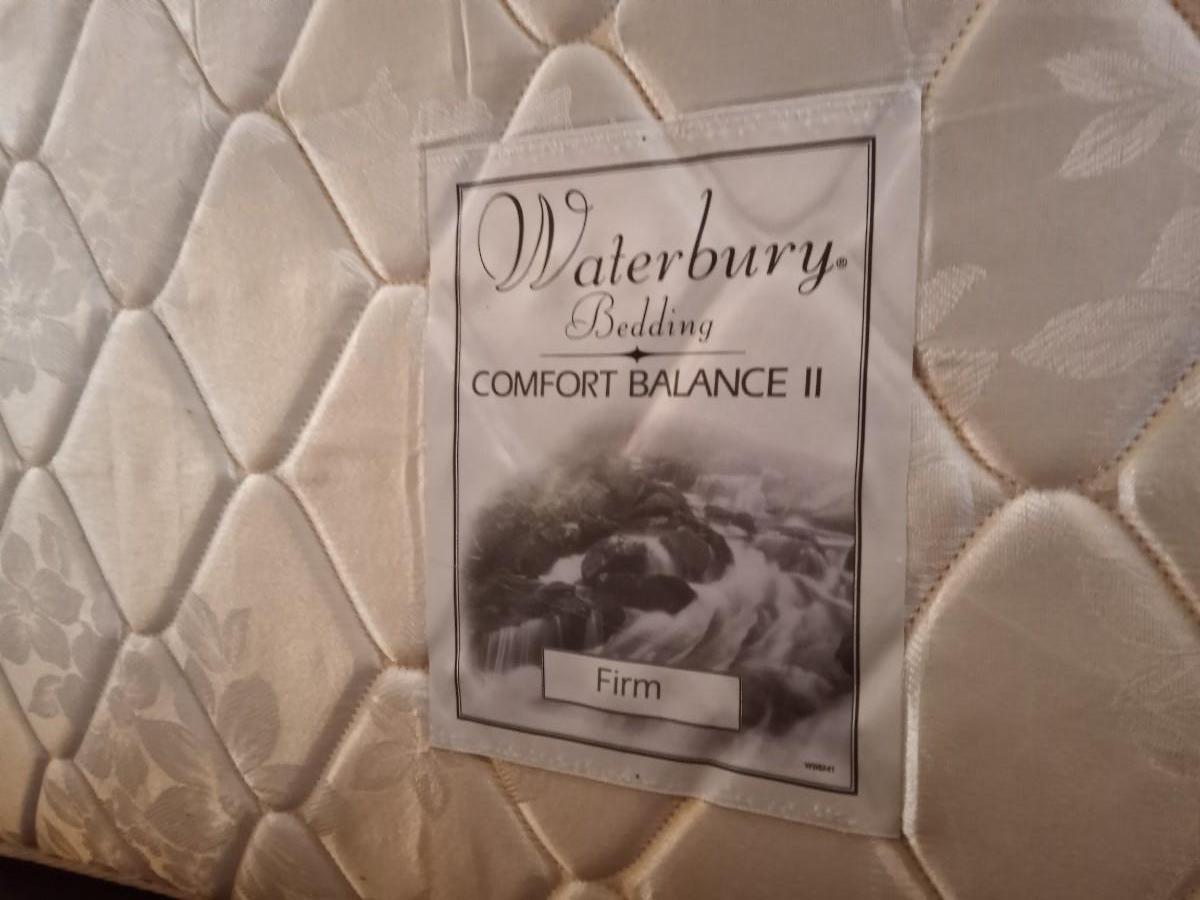 Waterbury®
Bedding
COMFORT BALANCE II
Firm